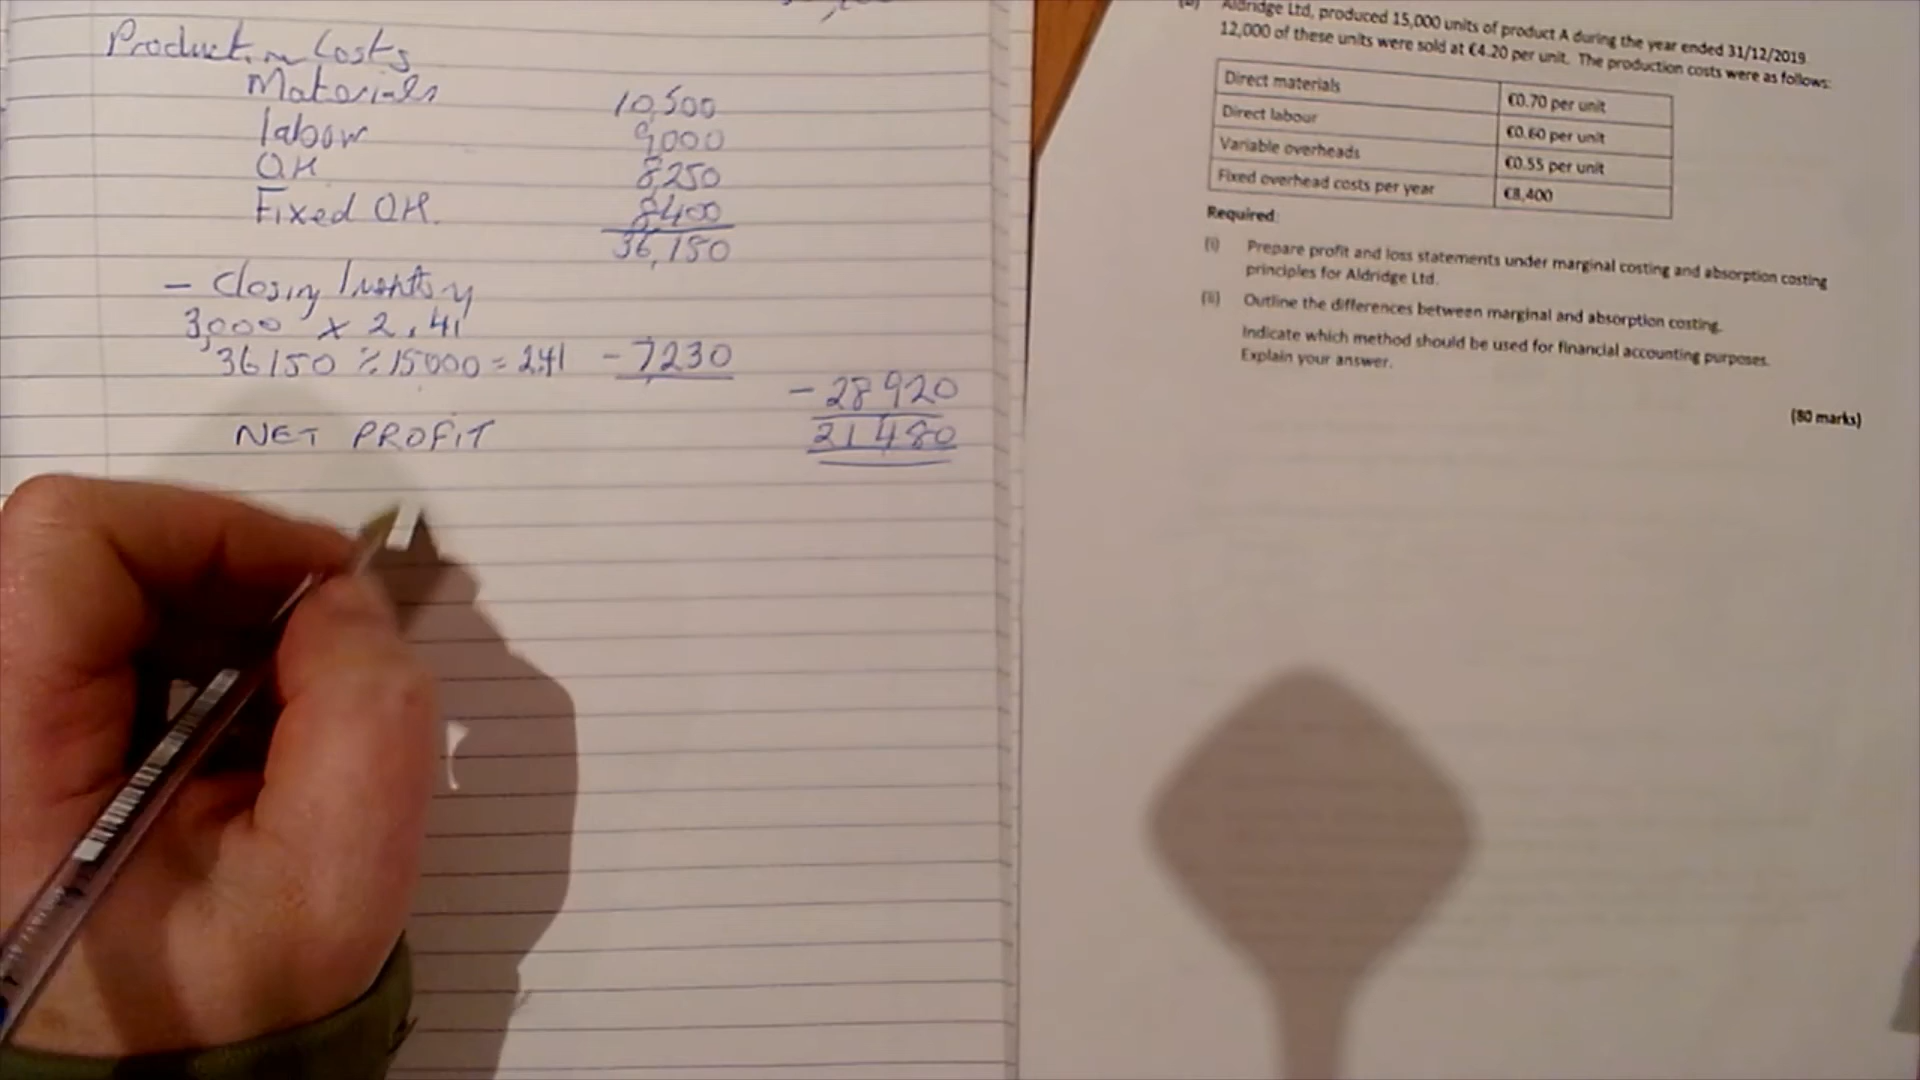 Production Costs
Materials 10,500
labour 9000
OH 8250
Fixed OH. 8400
36,150
- Closing Inventory
3,000 x 2.41
36150 ÷ 15000 = 2.41 - 7230
- 28920
NET PROFIT 21480
Aldridge Ltd, produced 15,000 units of product A during the year ended 31/12/2019
12,000 of these units were sold at €4.20 per unit. The production costs were as follows:
Direct materials €0.70 per unit
Direct labour €0.60 per unit
Variable overheads €0.55 per unit
Fixed overhead costs per year €8,400
Required:
(i) Prepare profit and loss statements under marginal costing and absorption costing
principles for Aldridge Ltd.
(ii) Outline the differences between marginal and absorption costing.
Indicate which method should be used for financial accounting purposes.
Explain your answer.
(80 marks)